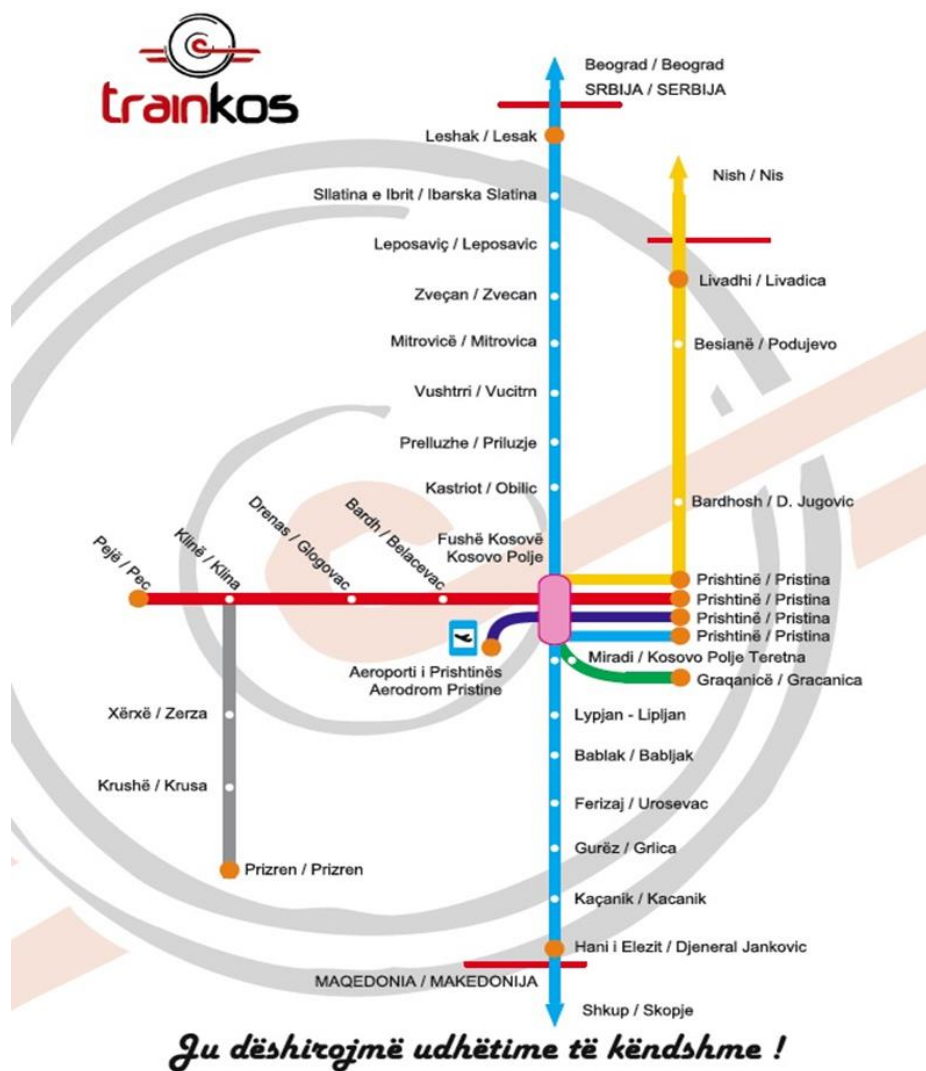 trainkos
Beograd / Beograd
SRBIJA / SERBIJA
Leshak / Lesak
Sllatina e Ibrit / Ibarska Slatina
Nish / Nis
Leposaviç / Leposavic
Livadhi / Livadica
Zveçan / Zvecan
Mitrovicë / Mitrovica
Besianë / Podujevo
Vushtrri / Vucitrn
Prelluzhe / Priluzje
Kastriot / Obilic
Bardhosh / D. Jugovic
Fushë Kosovë
Kosovo Polje
Pejë / Pec
Klinë / Klina
Drenas / Glogovac
Bardh / Belacevac
Prishtinë / Pristina
Prishtinë / Pristina
Prishtinë / Pristina
Prishtinë / Pristina
Miradi / Kosovo Polje Teretna
Aeroporti i Prishtinës
Aerodrom Pristine
Graqanicë / Gracanica
Xërxë / Zerza
Lypjan - Lipljan
Bablak / Babljak
Krushë / Krusa
Ferizaj / Urosevac
Gurëz / Grlica
Prizren / Prizren
Kaçanik / Kacanik
Hani i Elezit / Djeneral Jankovic
MAQEDONIA / MAKEDONIJA
Shkup / Skopje
Ju dëshirojmë udhëtime të këndshme !